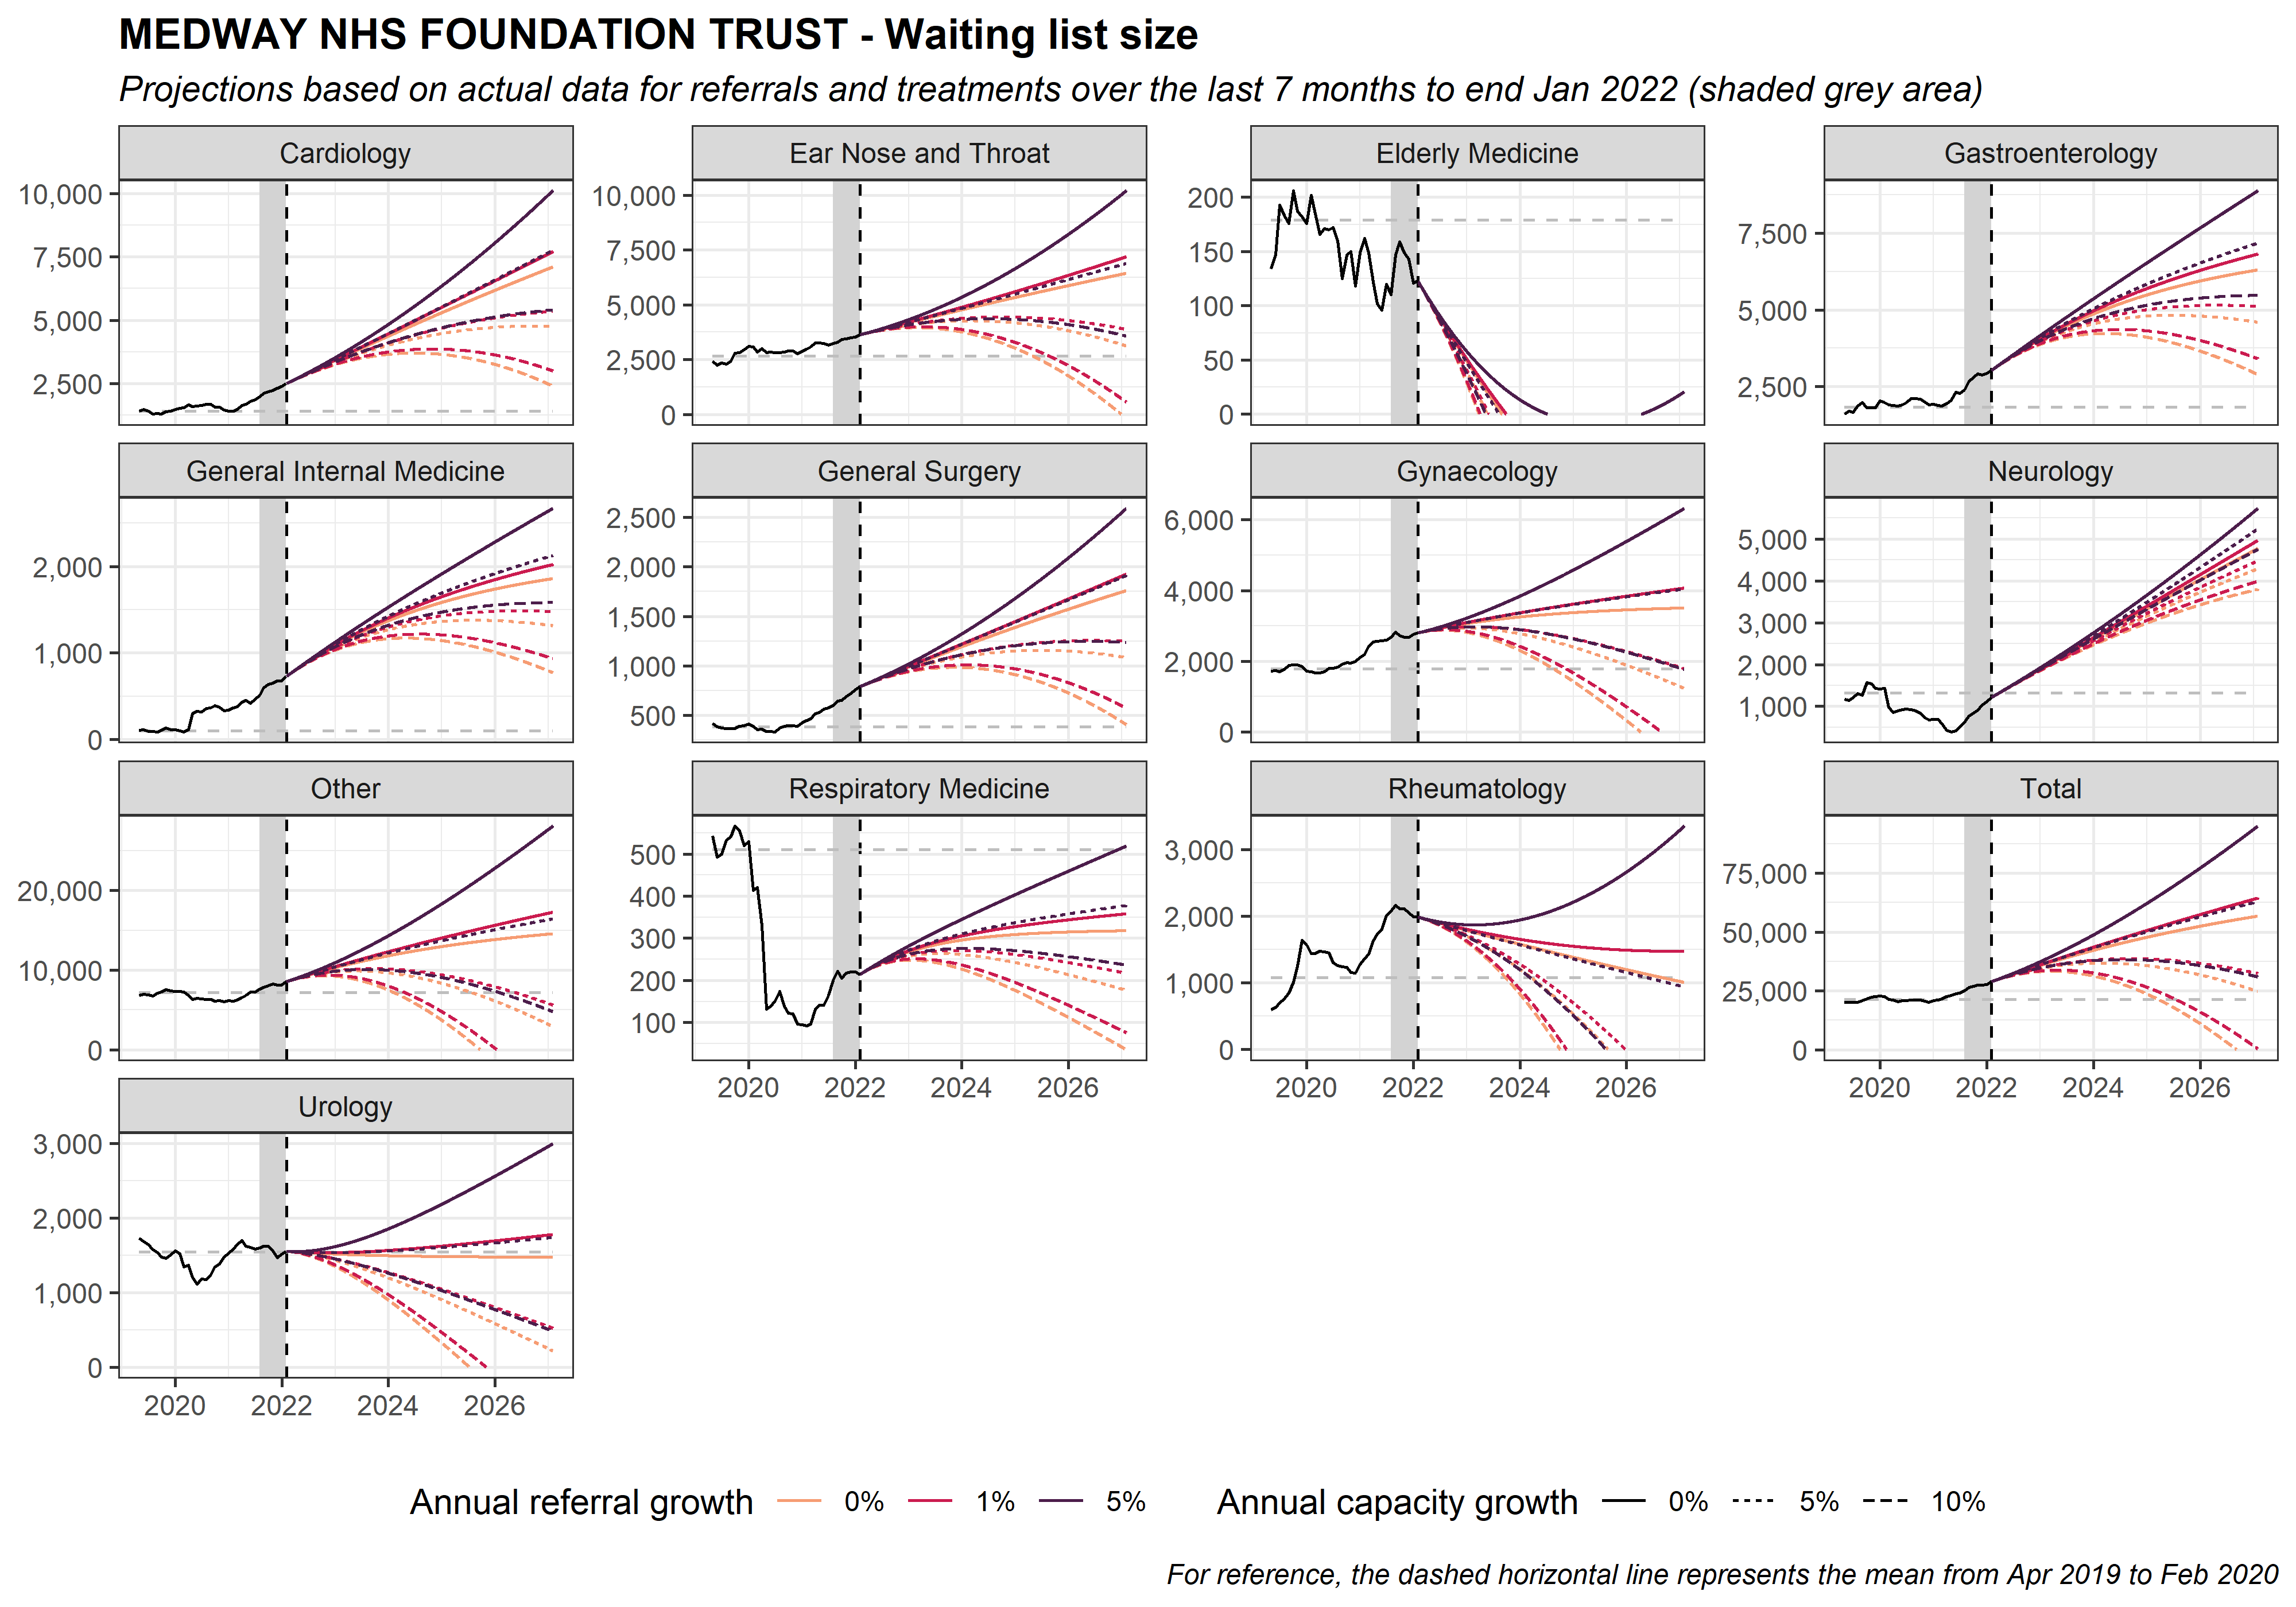 MEDWAY NHS FOUNDATION TRUST - Waiting list size
Projections based on actual data for referrals and treatments over the last 7 months to end Jan 2022 (shaded grey area)
Cardiology
10,000
7,500
5,000
2,500
Ear Nose and Throat
10,000
7,500
5,000
2,500
0
Elderly Medicine
200
150
100
50
0
Gastroenterology
7,500
5,000
2,500
General Internal Medicine
2,000
1,000
0
General Surgery
2,500
2,000
1,500
1,000
500
Gynaecology
6,000
4,000
2,000
0
Neurology
5,000
4,000
3,000
2,000
1,000
Other
20,000
10,000
0
Respiratory Medicine
500
400
300
200
100
2020 2022 2024 2026
Rheumatology
3,000
2,000
1,000
0
2020 2022 2024 2026
Total
75,000
50,000
25,000
0
2020 2022 2024 2026
Urology
3,000
2,000
1,000
0
2020 2022 2024 2026
Annual referral growth 0% 1% 5%
Annual capacity growth 0% 5% 10%
For reference, the dashed horizontal line represents the mean from Apr 2019 to Feb 2020